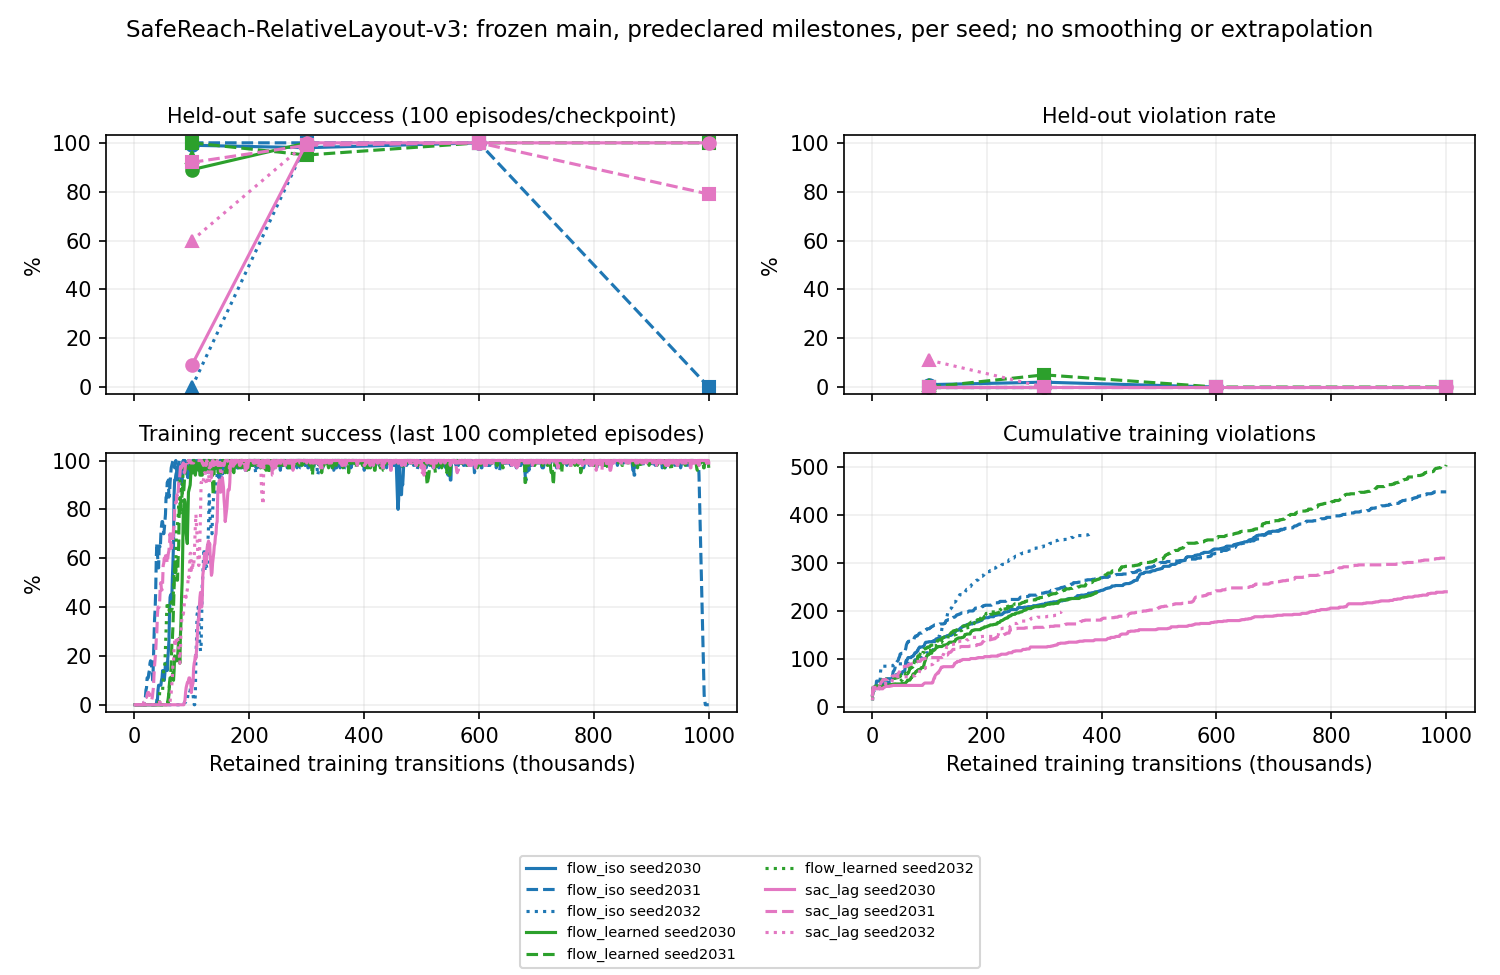 SafeReach-RelativeLayout-v3: frozen main, predeclared milestones, per seed; no smoothing or extrapolation
Held-out safe success (100 episodes/checkpoint)
100
80
60
40
20
0
%
Held-out violation rate
100
80
60
40
20
0
%
Training recent success (last 100 completed episodes)
100
80
60
40
20
0
%
0 200 400 600 800 1000
Retained training transitions (thousands)
Cumulative training violations
500
400
300
200
100
0
0 200 400 600 800 1000
Retained training transitions (thousands)
flow_iso seed2030
flow_iso seed2031
flow_iso seed2032
flow_learned seed2030
flow_learned seed2031
flow_learned seed2032
sac_lag seed2030
sac_lag seed2031
sac_lag seed2032